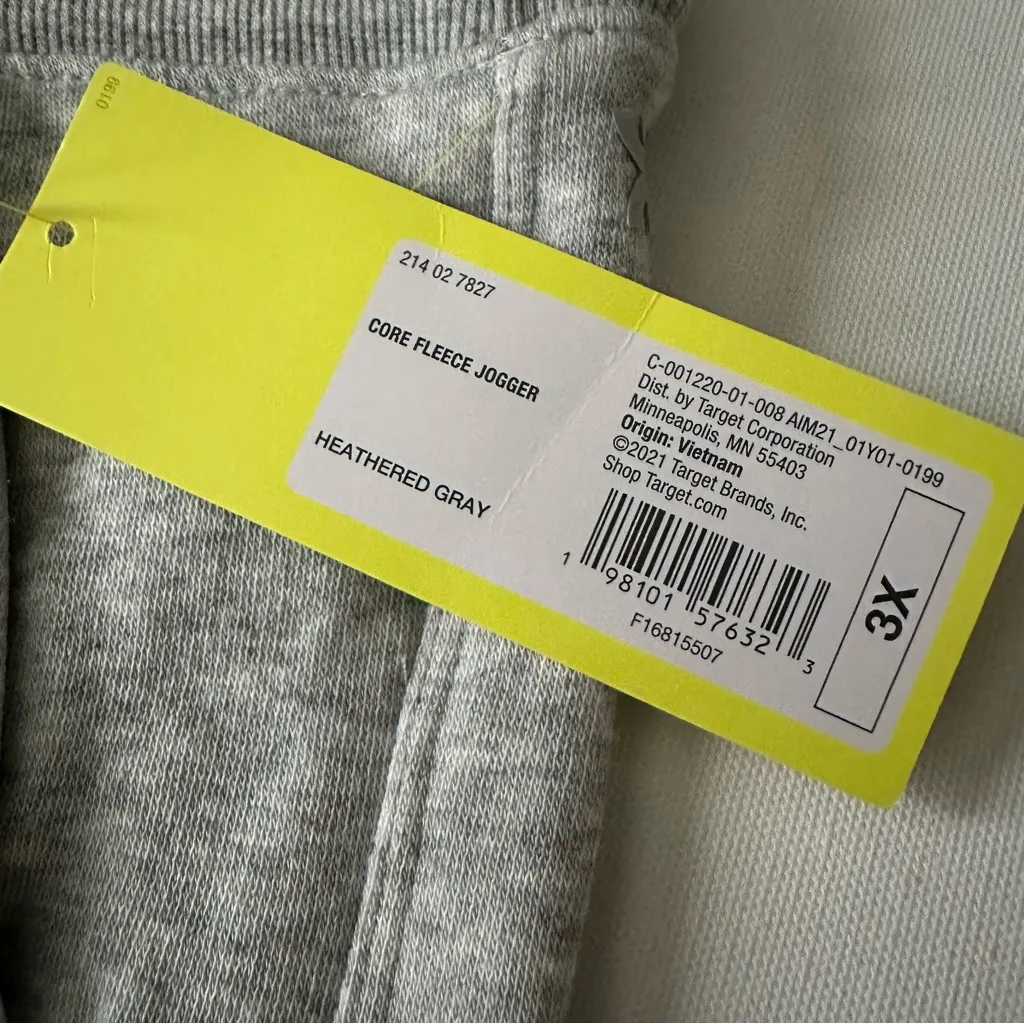 0199
214 02 7827
CORE FLEECE JOGGER
HEATHERED GRAY
C-001220-01-008 AIM21_01Y01-0199
Dist. by Target Corporation
Minneapolis, MN 55403
Origin: Vietnam
©2021 Target Brands, Inc.
Shop Target.com
1 98101 57632 3
F16815507
3X